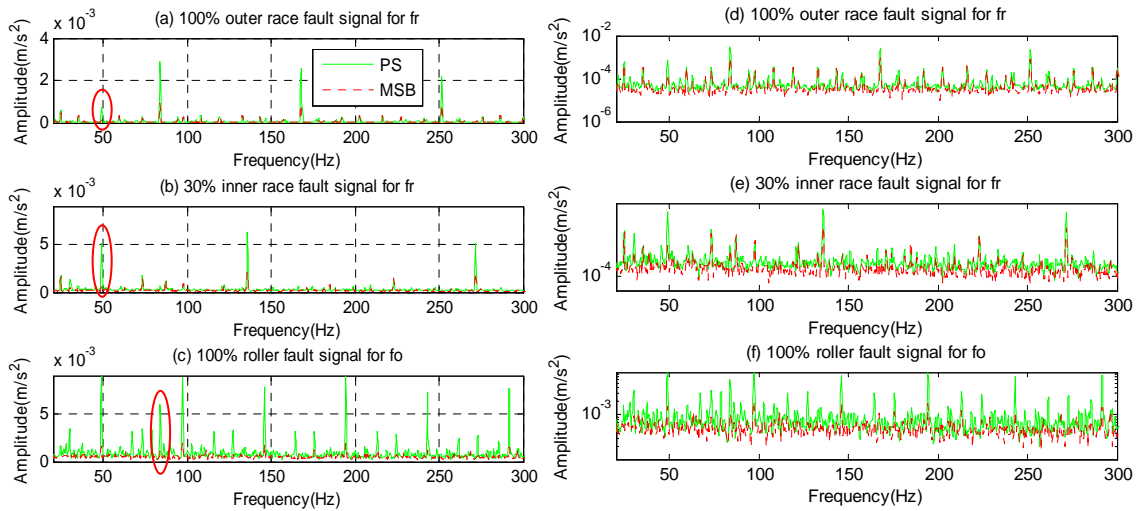 (a) 100% outer race fault signal for fr
x 10^-3
4
2
0
Amplitude(m/s^2)
PS
MSB
50 100 150 200 250 300
Frequency(Hz)
(b) 30% inner race fault signal for fr
x 10^-3
5
0
Amplitude(m/s^2)
50 100 150 200 250 300
Frequency(Hz)
(c) 100% roller fault signal for fo
x 10^-3
5
0
Amplitude(m/s^2)
50 100 150 200 250 300
Frequency(Hz)
(d) 100% outer race fault signal for fr
10^-2
10^-4
10^-6
Amplitude(m/s^2)
50 100 150 200 250 300
Frequency(Hz)
(e) 30% inner race fault signal for fr
10^-4
Amplitude(m/s^2)
50 100 150 200 250 300
Frequency(Hz)
(f) 100% roller fault signal for fo
10^-3
Amplitude(m/s^2)
50 100 150 200 250 300
Frequency(Hz)